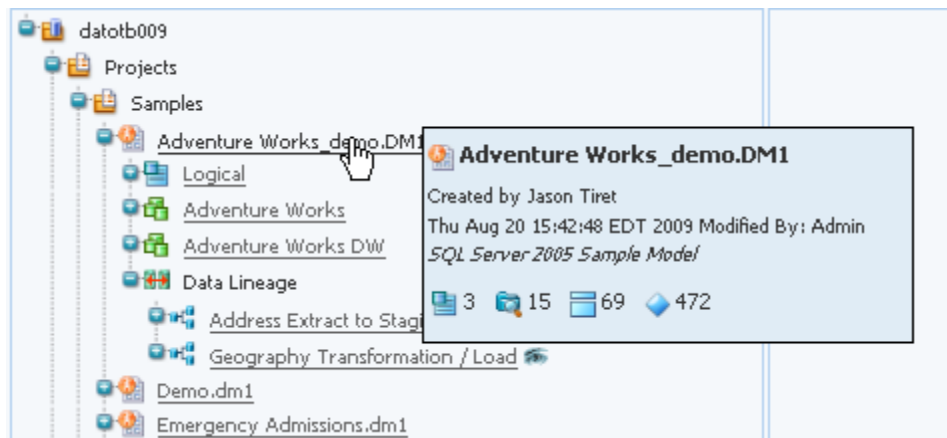 datotb009
Projects
Samples
Adventure Works_demo.DM1
Logical
Adventure Works
Adventure Works DW
Data Lineage
Address Extract to Stagi
Geography Transformation / Load
Demo.dm1
Emergency Admissions.dm1
Adventure Works_demo.DM1
Created by Jason Tiret
Thu Aug 20 15:42:48 EDT 2009 Modified By: Admin
SQL Server 2005 Sample Model
3 15 69 472